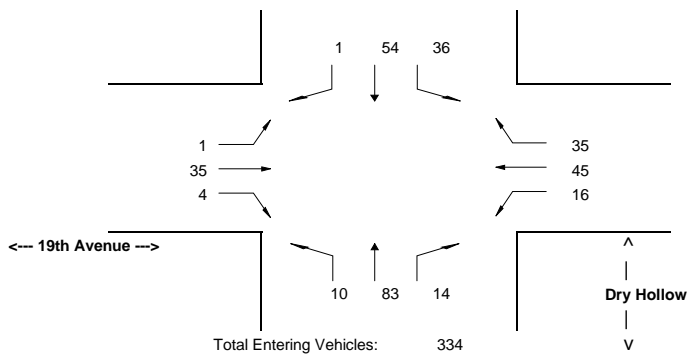 1 54 36
1 35
35 45
4 16
<--- 19th Avenue --->
^
10 83 14 Dry Hollow
Total Entering Vehicles: 334 v